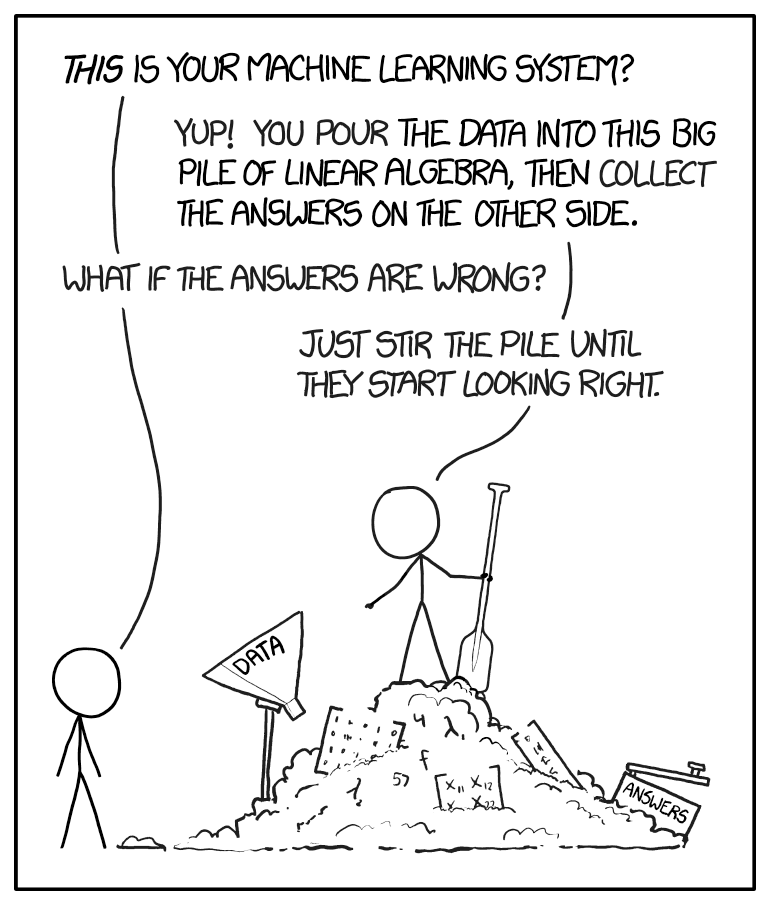 THIS IS YOUR MACHINE LEARNING SYSTEM?
YUP! YOU POUR THE DATA INTO THIS BIG
PILE OF LINEAR ALGEBRA, THEN COLLECT
THE ANSWERS ON THE OTHER SIDE.
WHAT IF THE ANSWERS ARE WRONG?
JUST STIR THE PILE UNTIL
THEY START LOOKING RIGHT.
DATA
4 λ
f
λ 57
X₁₁ X₁₂
ANSWERS